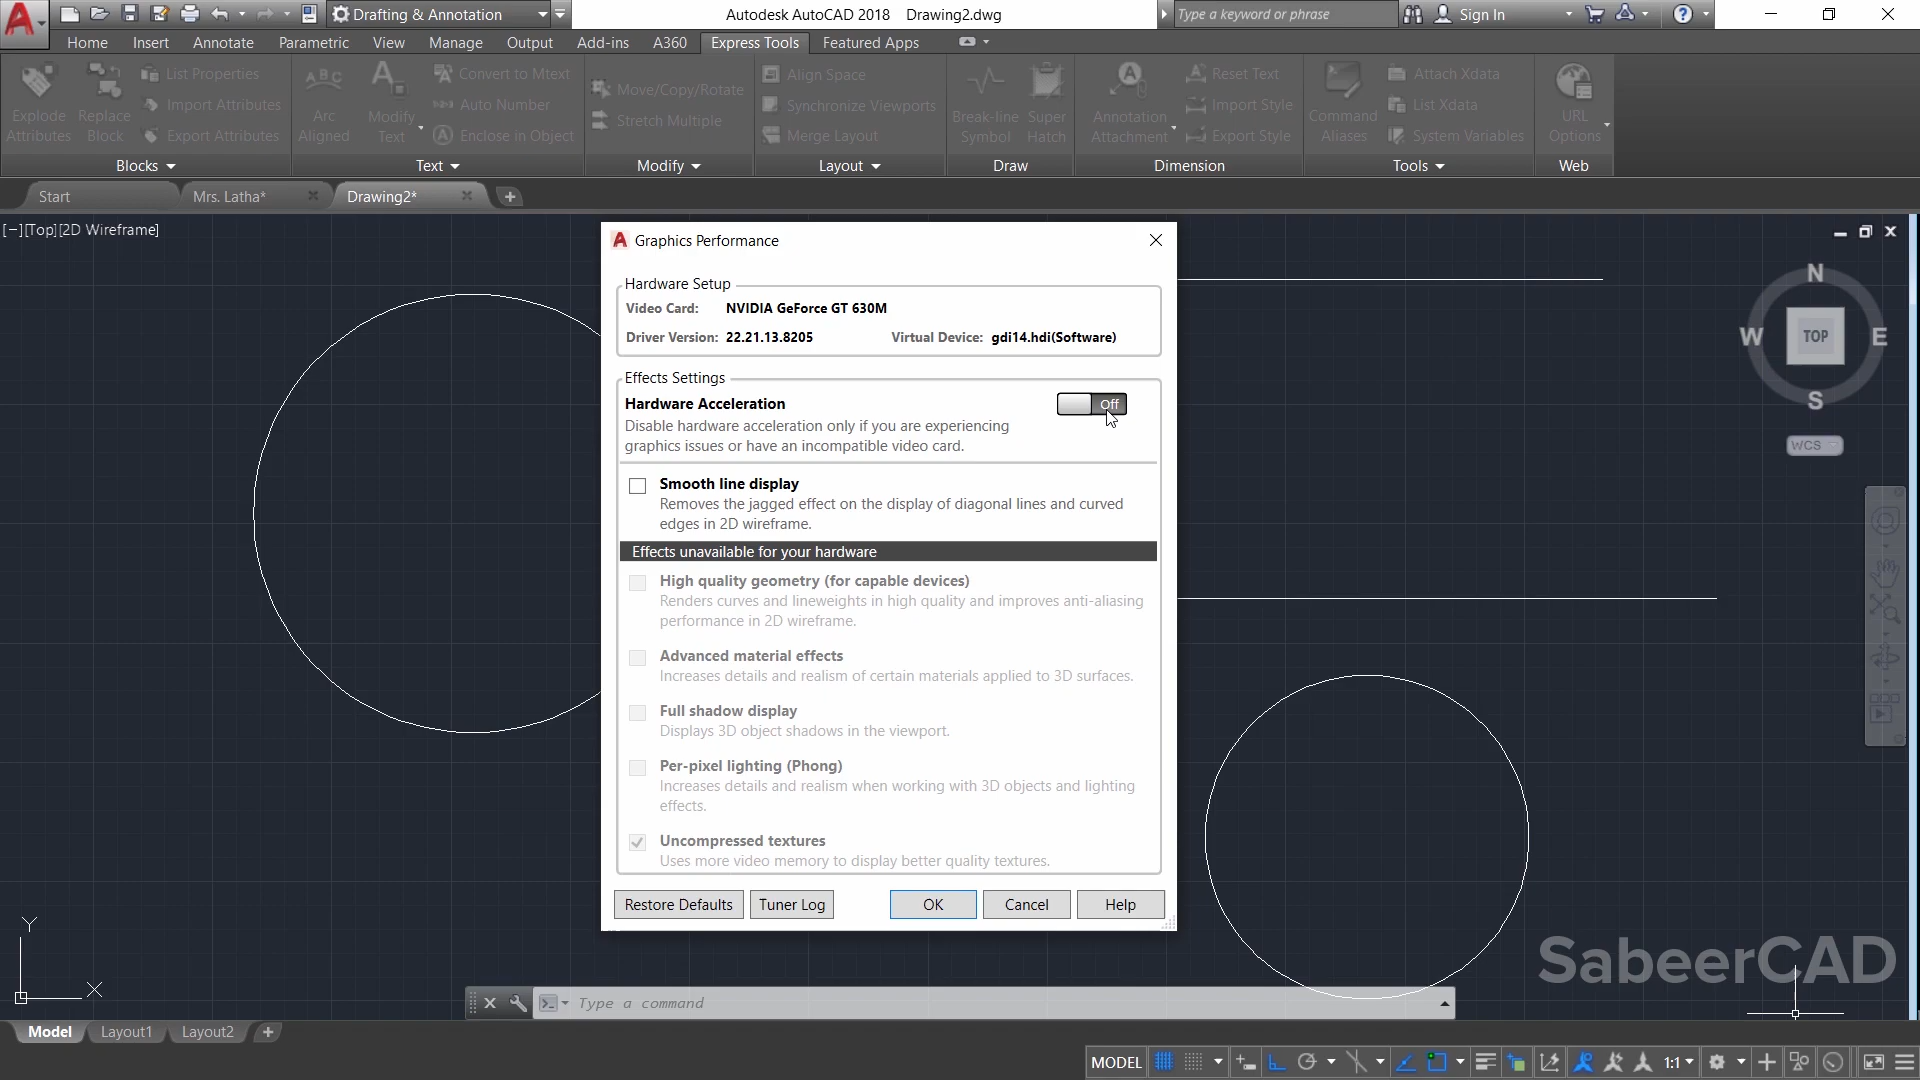 Drafting & Annotation
Autodesk AutoCAD 2018 Drawing2.dwg
Type a keyword or phrase
Sign In
Home Insert Annotate Parametric View Manage Output Add-ins A360 Express Tools Featured Apps
Explode Attributes
Replace Block
List Properties
Import Attributes
Export Attributes
Arc Aligned
Modify Text
Convert to Mtext
Auto Number
Enclose in Object
Move/Copy/Rotate
Stretch Multiple
Align Space
Synchronize Viewports
Merge Layout
Break-line Symbol
Super Hatch
Annotation Attachment
Reset Text
Import Style
Export Style
Command Aliases
Attach Xdata
List Xdata
System Variables
URL Options
Blocks Text Modify Layout Draw Dimension Tools Web
Start Mrs. Latha* Drawing2*
[−][Top][2D Wireframe]
Graphics Performance
Hardware Setup
Video Card: NVIDIA GeForce GT 630M
Driver Version: 22.21.13.8205 Virtual Device: gdi14.hdi(Software)
Effects Settings
Hardware Acceleration Off
Disable hardware acceleration only if you are experiencing
graphics issues or have an incompatible video card.
Smooth line display
Removes the jagged effect on the display of diagonal lines and curved
edges in 2D wireframe.
Effects unavailable for your hardware
High quality geometry (for capable devices)
Renders curves and lineweights in high quality and improves anti-aliasing
performance in 2D wireframe.
Advanced material effects
Increases details and realism of certain materials applied to 3D surfaces.
Full shadow display
Displays 3D object shadows in the viewport.
Per-pixel lighting (Phong)
Increases details and realism when working with 3D objects and lighting
effects.
Uncompressed textures
Uses more video memory to display better quality textures.
Restore Defaults Tuner Log OK Cancel Help
N
W TOP E
S
WCS
Y
X
SabeerCAD
Type a command
Model Layout1 Layout2
MODEL 1:1